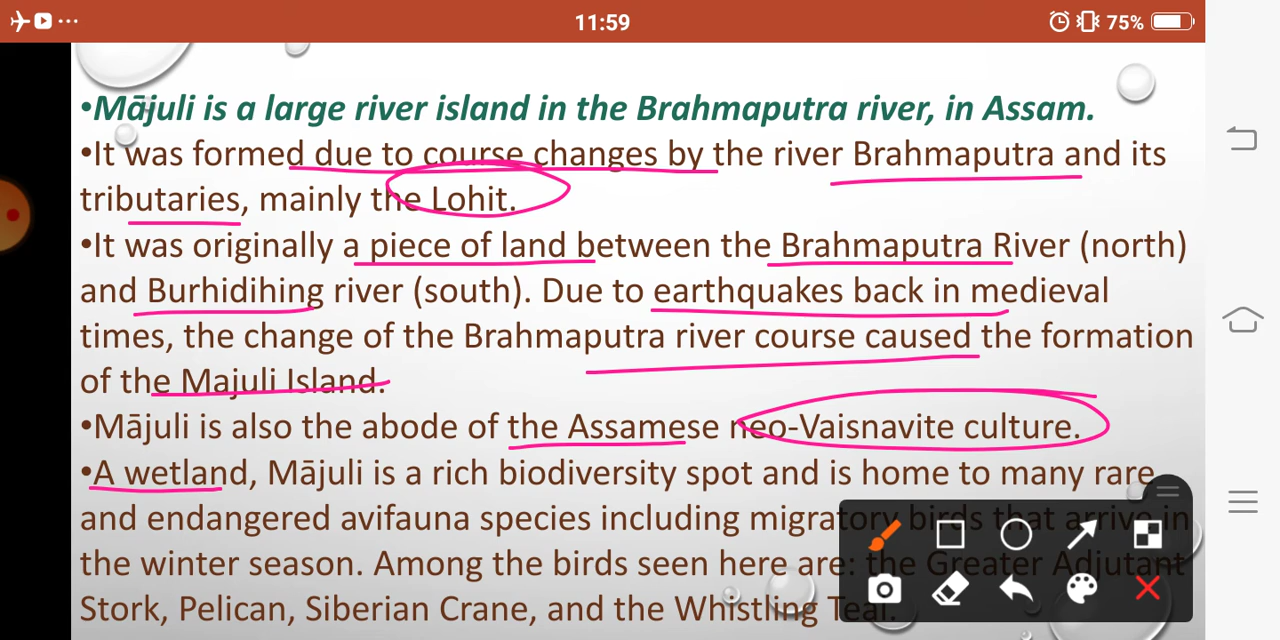 11:59
75%
•Mājuli is a large river island in the Brahmaputra river, in Assam.
•It was formed due to course changes by the river Brahmaputra and its
tributaries, mainly the Lohit.
•It was originally a piece of land between the Brahmaputra River (north)
and Burhidihing river (south). Due to earthquakes back in medieval
times, the change of the Brahmaputra river course caused the formation
of the Majuli Island.
•Mājuli is also the abode of the Assamese neo-Vaisnavite culture.
•A wetland, Mājuli is a rich biodiversity spot and is home to many rare
and endangered avifauna species including migratory birds that arrive in
the winter season. Among the birds seen here are: the Greater Adjutant
Stork, Pelican, Siberian Crane, and the Whistling Teal.